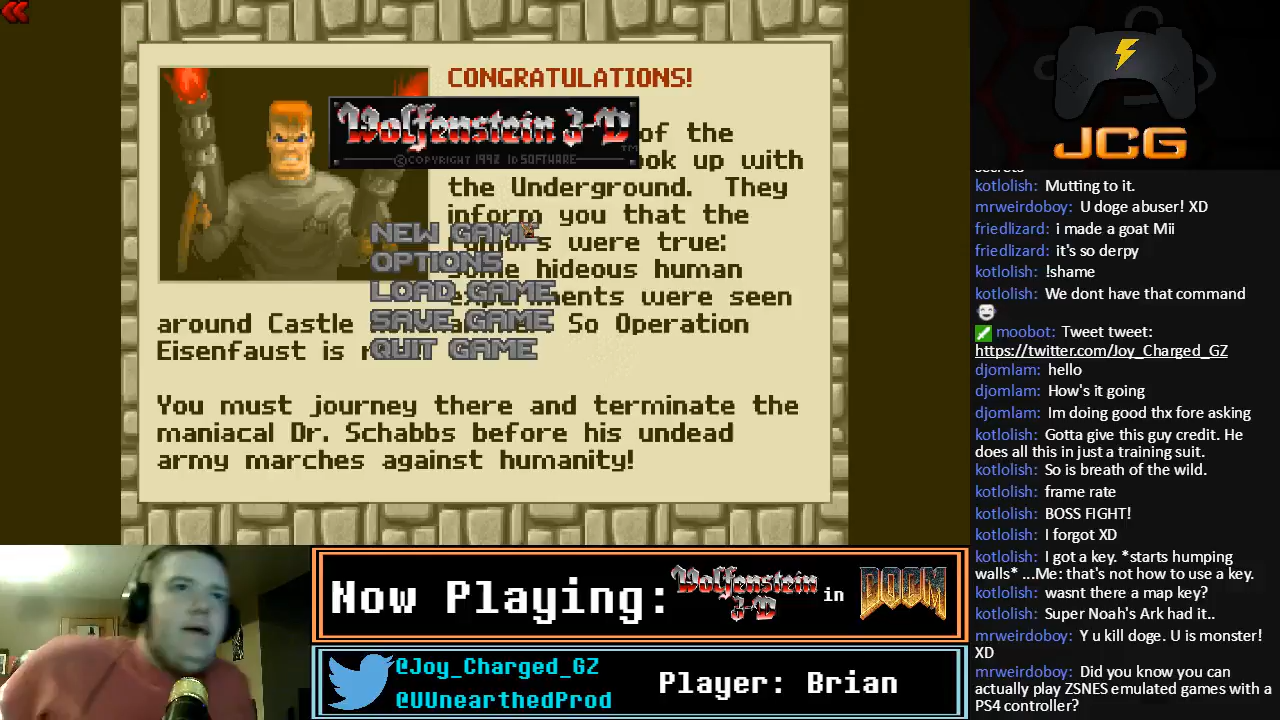 CONGRATULATIONS!
Wolfenstein 3-D
TM
©COPYRIGHT 1992 ID SOFTWARE
of the
ook up with
the Underground. They
inform you that the
rumors were true:
some hideous human
experiments were seen
around Castle So Operation
Eisenfaust is
NEW GAME
OPTIONS
LOAD GAME
SAVE GAME
QUIT GAME
You must journey there and terminate the
maniacal Dr. Schabbs before his undead
army marches against humanity!
JCG
secrets
kotlolish: Mutting to it.
mrweirdoboy: U doge abuser! XD
friedlizard: i made a goat Mii
friedlizard: it's so derpy
kotlolish: !shame
kotlolish: We dont have that command
moobot: Tweet tweet:
https://twitter.com/Joy_Charged_GZ
djomlam: hello
djomlam: How's it going
djomlam: Im doing good thx fore asking
kotlolish: Gotta give this guy credit. He
does all this in just a training suit.
kotlolish: So is breath of the wild.
kotlolish: frame rate
kotlolish: BOSS FIGHT!
kotlolish: I forgot XD
kotlolish: I got a key. *starts humping
walls* ...Me: that's not how to use a key.
kotlolish: wasnt there a map key?
kotlolish: Super Noah's Ark had it..
mrweirdoboy: Y u kill doge. U is monster!
XD
mrweirdoboy: Did you know you can
actually play ZSNES emulated games with a
PS4 controller?
Now Playing: Wolfenstein 3-D in DOOM
@Joy_Charged_GZ
@UUnearthedProd
Player: Brian